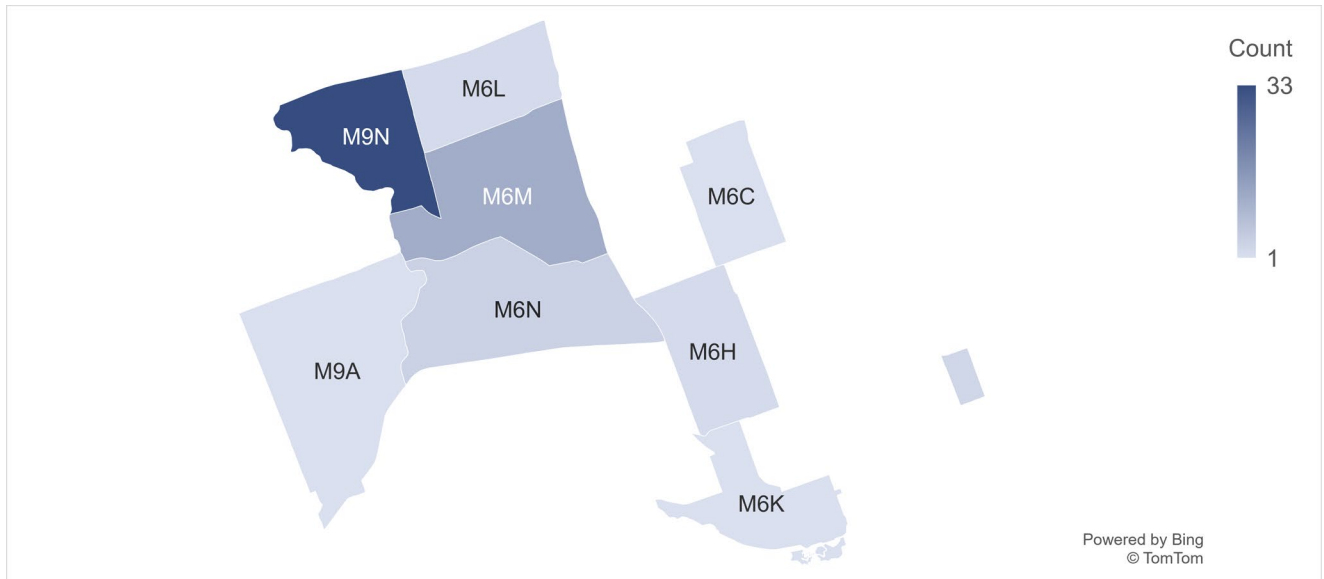 Count
33
1
M6L
M9N
M6M
M6C
M6N
M6H
M9A
M6K
Powered by Bing
© TomTom